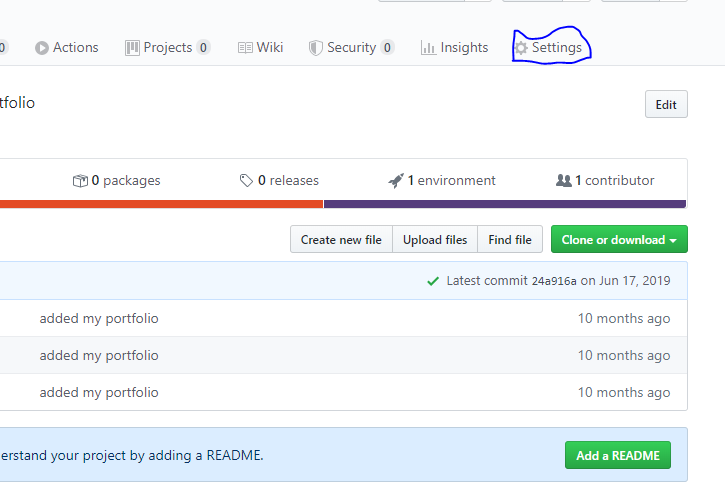 0 Actions Projects 0 Wiki Security 0 Insights Settings
tfolio
Edit
0 packages 0 releases 1 environment 1 contributor
Create new file Upload files Find file Clone or download
Latest commit 24a916a on Jun 17, 2019
added my portfolio 10 months ago
added my portfolio 10 months ago
added my portfolio 10 months ago
erstand your project by adding a README. Add a README